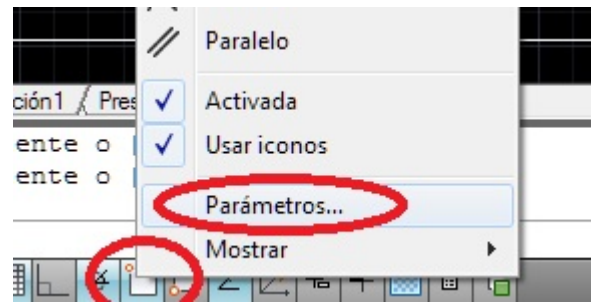 Paralelo
ción1 / Pres
Activada
ente o
Usar iconos
ente o
Parámetros...
Mostrar